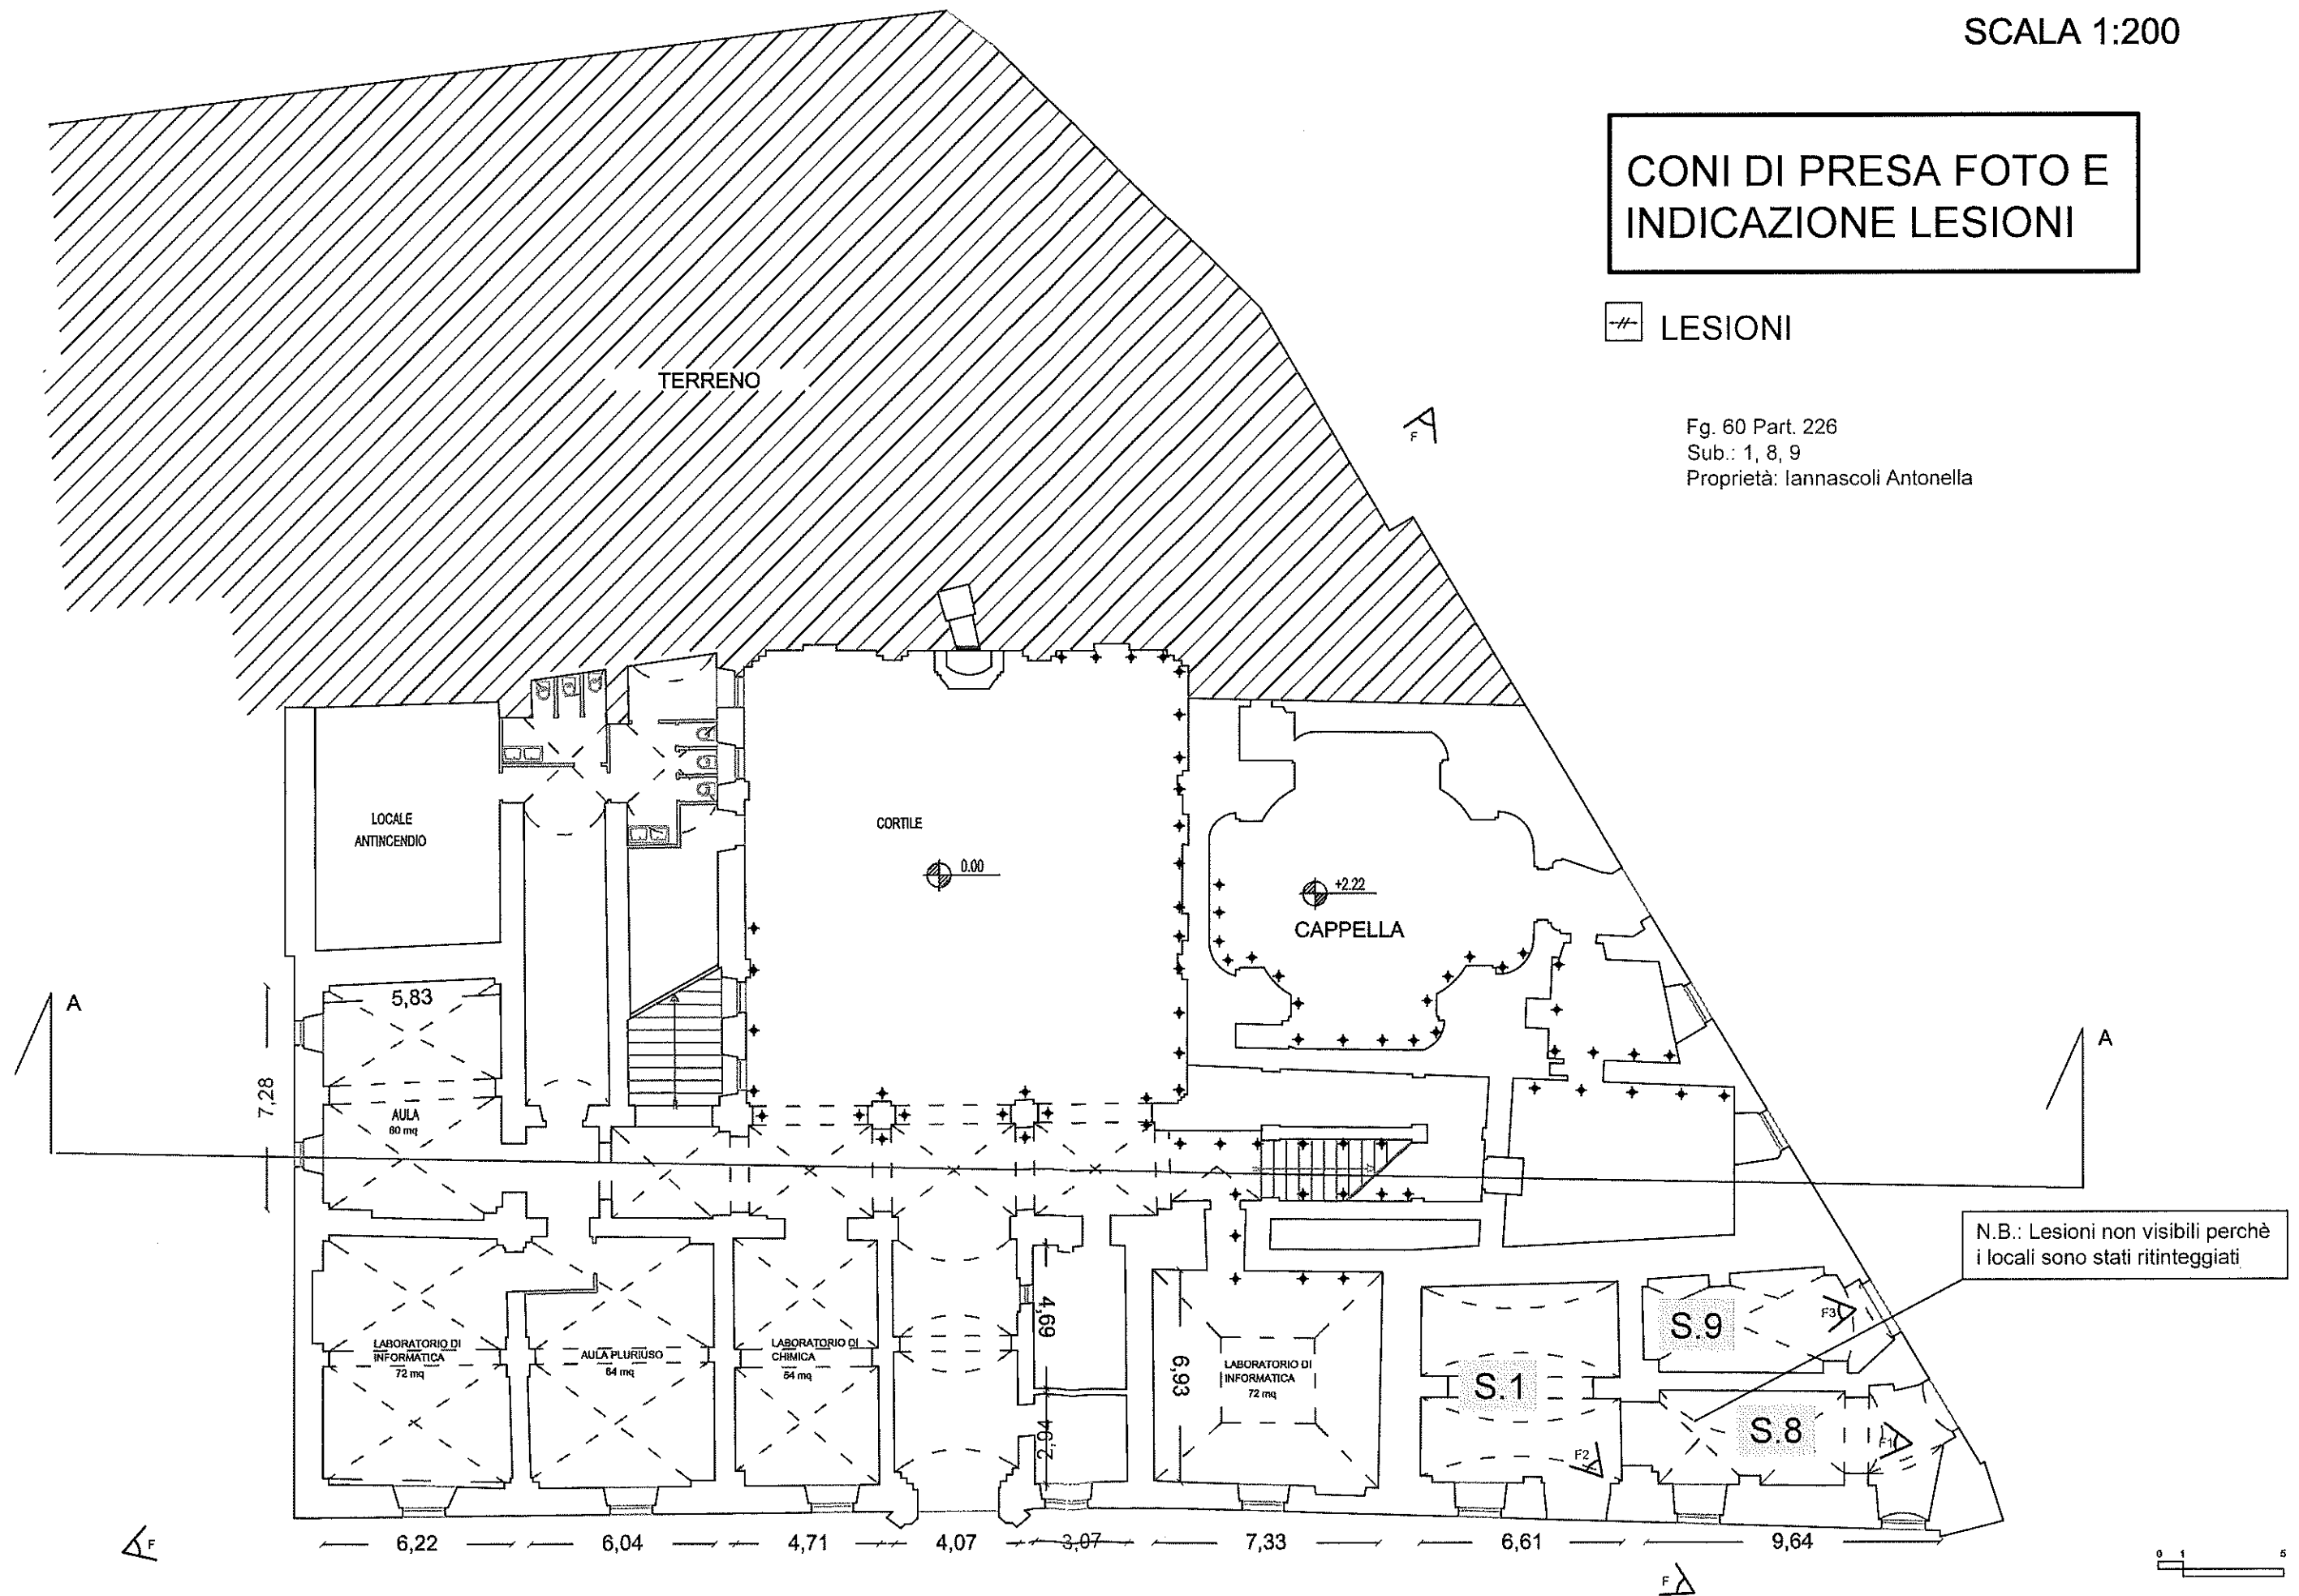 SCALA 1:200
CONI DI PRESA FOTO E
INDICAZIONE LESIONI
LESIONI
Fg. 60 Part. 226
Sub.: 1, 8, 9
Proprietà: Iannascoli Antonella
TERRENO
F
LOCALE
ANTINCENDIO
CORTILE
0.00
+2.22
CAPPELLA
5,83
A
A
7,28
AULA
60 mq
N.B.: Lesioni non visibili perchè
i locali sono stati ritinteggiati
4,69
6,93
2,94
LABORATORIO DI
INFORMATICA
72 mq
AULA PLURIUSO
64 mq
LABORATORIO DI
CHIMICA
54 mq
LABORATORIO DI
INFORMATICA
72 mq
S.9
F3
S.1
F2
S.8
F1
F
6,22
6,04
4,71
4,07
3,07
7,33
6,61
9,64
F
0 1 5